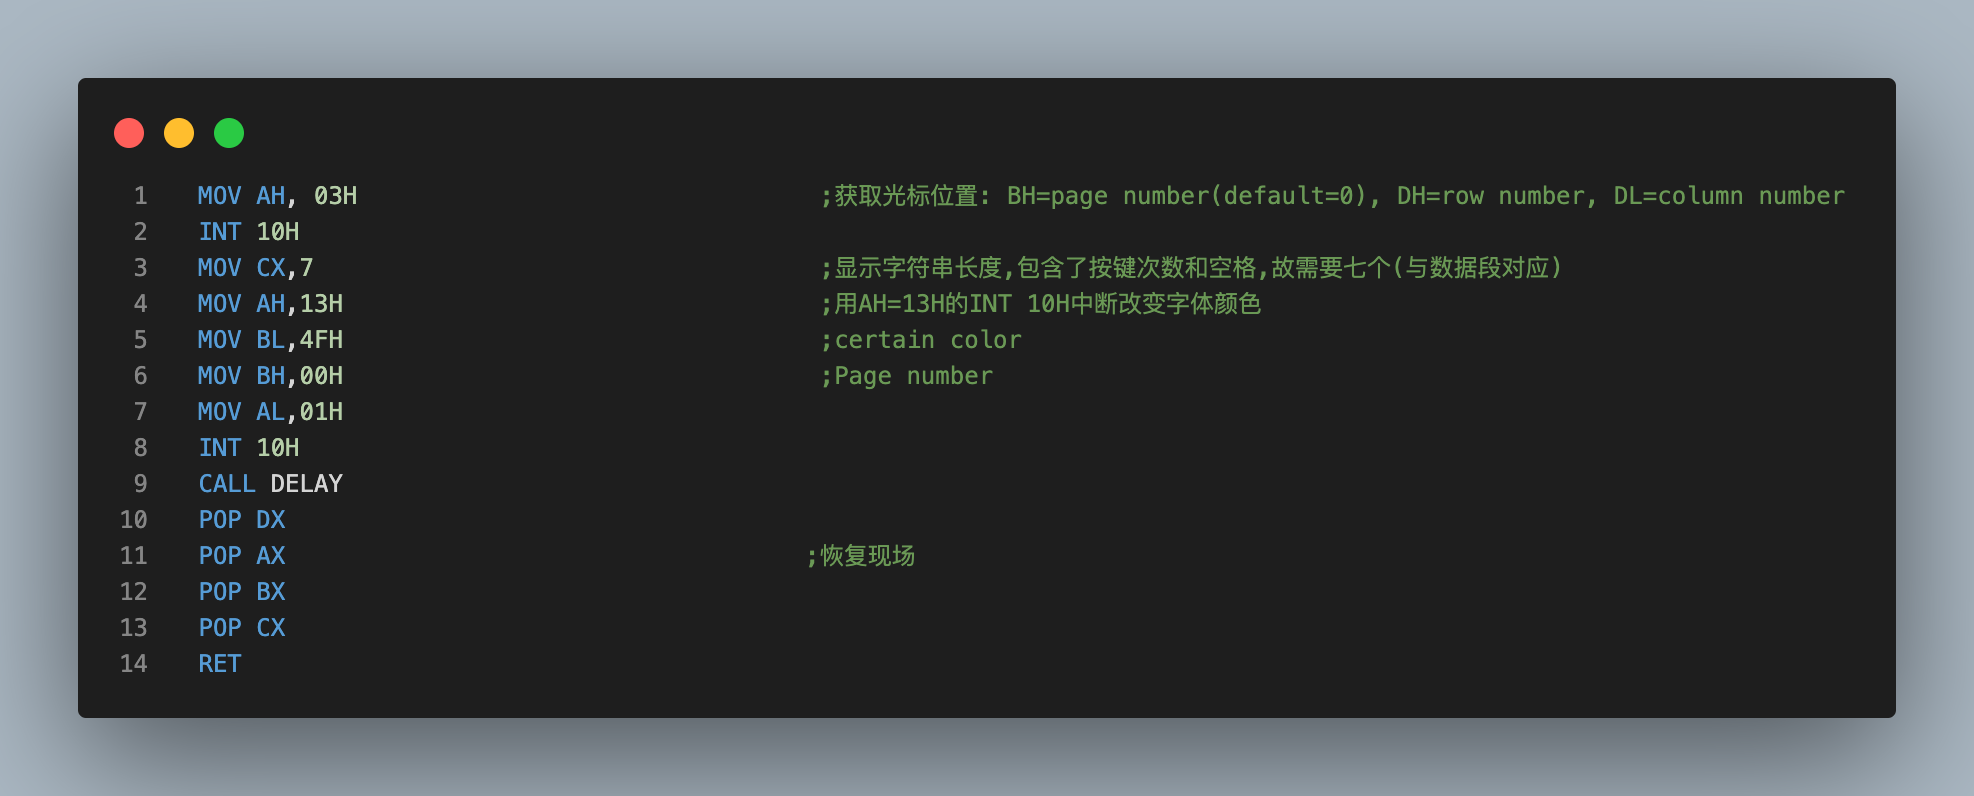 1 MOV AH, 03H ;获取光标位置: BH=page number(default=0), DH=row number, DL=column number
2 INT 10H
3 MOV CX,7 ;显示字符串长度,包含了按键次数和空格,故需要七个(与数据段对应)
4 MOV AH,13H ;用AH=13H的INT 10H中断改变字体颜色
5 MOV BL,4FH ;certain color
6 MOV BH,00H ;Page number
7 MOV AL,01H
8 INT 10H
9 CALL DELAY
10 POP DX
11 POP AX ;恢复现场
12 POP BX
13 POP CX
14 RET